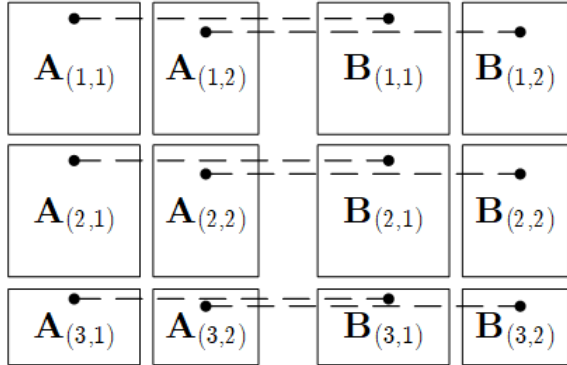 A(1,1) A(1,2) B(1,1) B(1,2)
A(2,1) A(2,2) B(2,1) B(2,2)
A(3,1) A(3,2) B(3,1) B(3,2)